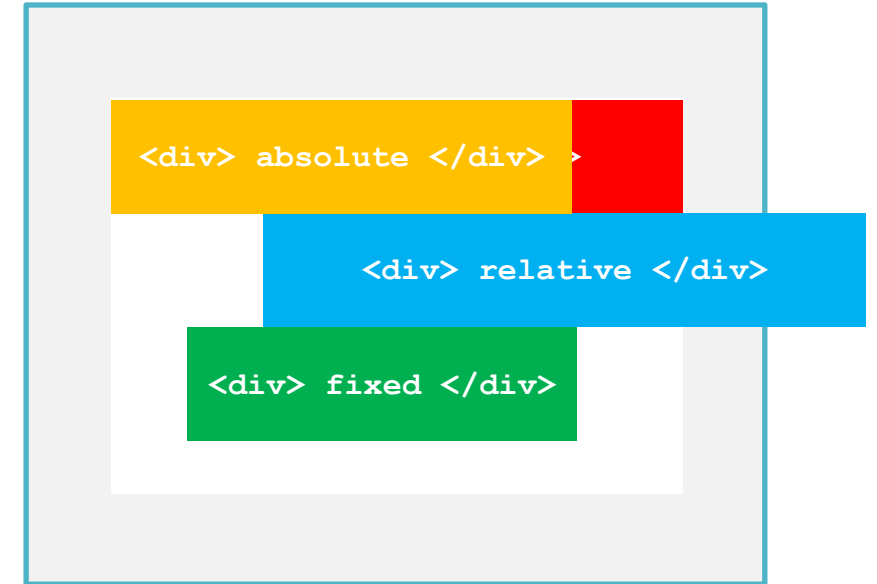 <div> absolute </div> >
<div> relative </div>
<div> fixed </div>